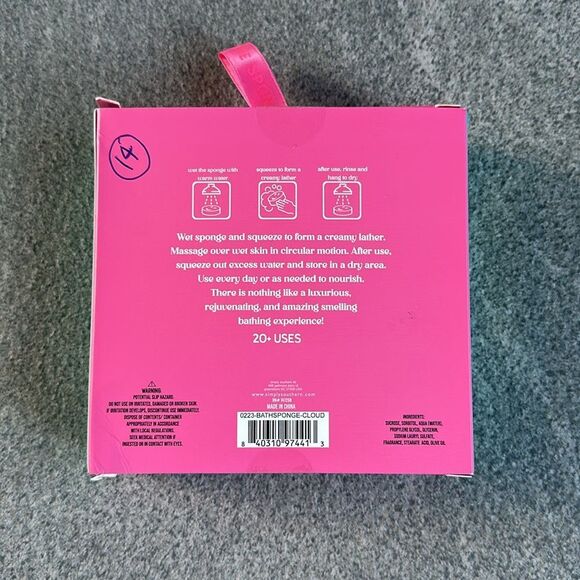 14
wet the sponge with
warm water
squeeze to form a
creamy lather
after use, rinse and
hang to dry.
Wet sponge and squeeze to form a creamy lather.
Massage over wet skin in circular motion. After use,
squeeze out excess water and store in a dry area.
Use every day or as needed to nourish.
There is nothing like a luxurious,
rejuvenating, and amazing smelling
bathing experience!
20+ USES
WARNING:
POTENTIAL SLIP HAZARD.
DO NOT USE ON IRRITATED, DAMAGED OR BROKEN SKIN.
IF IRRITATION DEVELOPS, DISCONTINUE USE IMMEDIATELY.
DISPOSE OF CONTENTS/ CONTAINER
APPROPRIATELY IN ACCORDANCE
WITH LOCAL REGULATIONS.
SEEK MEDICAL ATTENTION IF
INGESTED OR IN CONTACT WITH EYES.
www.simplysouthern.com
MADE IN CHINA
0223-BATHSPONGE-CLOUD
8 40310 97441 3
INGREDIENTS:
SUCROSE, SORBITOL, AQUA (WATER),
PROPYLENE GLYCOL, GLYCERIN,
SODIUM LAURYL SULFATE,
FRAGRANCE, STEARIC ACID, OLIVE OIL